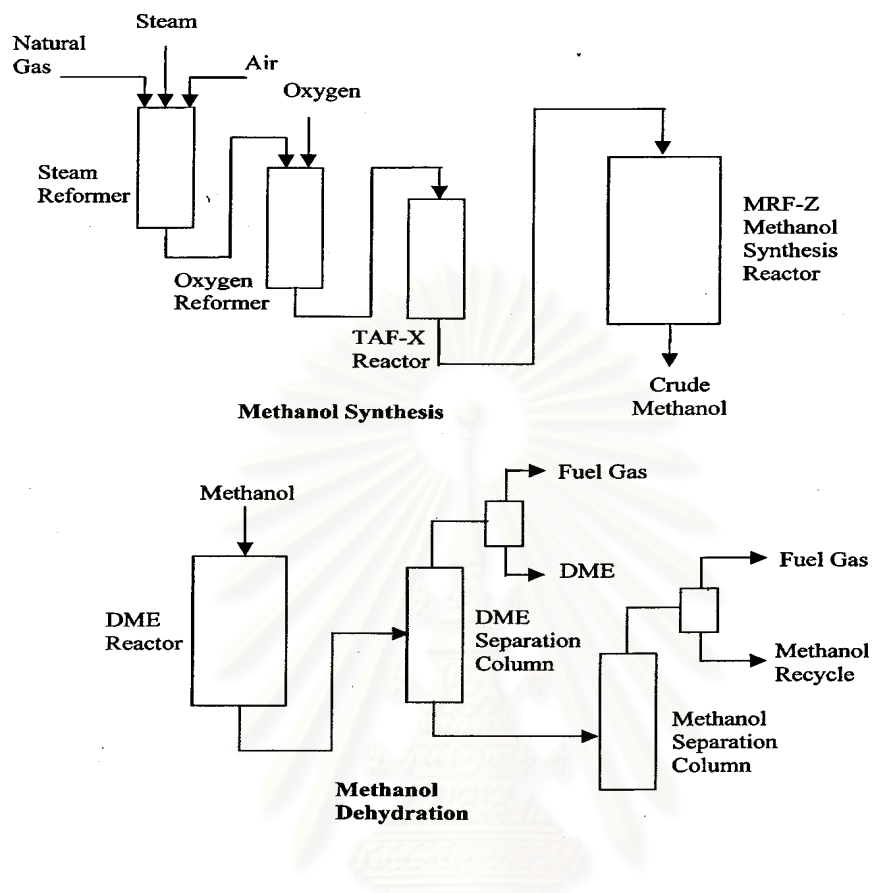 Steam
Natural
Gas
Air
Oxygen
Steam
Reformer
Oxygen
Reformer
TAF-X
Reactor
MRF-Z
Methanol
Synthesis
Reactor
Crude
Methanol
Methanol Synthesis
Methanol
Fuel Gas
DME
DME
Reactor
DME
Separation
Column
Fuel Gas
Methanol
Recycle
Methanol
Separation
Column
Methanol
Dehydration